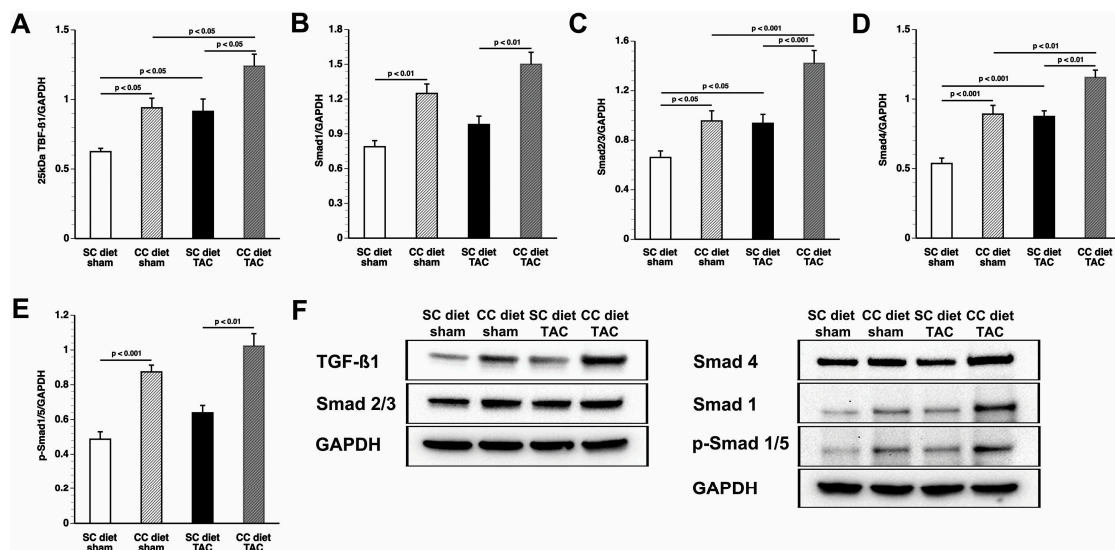 A
25kDa TBF-ß1/GAPDH
1.5
1
0.5
0
p < 0.05
p < 0.05
p < 0.05
p < 0.05
SC diet sham
CC diet sham
SC diet TAC
CC diet TAC
B
Smad1/GAPDH
1.8
1.5
1.2
0.9
0.6
0.3
0
p < 0.01
p < 0.01
SC diet sham
CC diet sham
SC diet TAC
CC diet TAC
C
Smad2/3/GAPDH
1.6
1.2
0.8
0.4
0
p < 0.001
p < 0.001
p < 0.05
p < 0.05
SC diet sham
CC diet sham
SC diet TAC
CC diet TAC
D
Smad4/GAPDH
1.5
1
0.5
0
p < 0.01
p < 0.01
p < 0.001
p < 0.001
SC diet sham
CC diet sham
SC diet TAC
CC diet TAC
E
p-Smad1/5/GAPDH
1.2
1
0.8
0.6
0.4
0.2
0
p < 0.01
p < 0.001
SC diet sham
CC diet sham
SC diet TAC
CC diet TAC
F
SC diet CC diet SC diet CC diet
sham sham TAC TAC
TGF-ß1
Smad 2/3
GAPDH
SC diet CC diet SC diet CC diet
sham sham TAC TAC
Smad 4
Smad 1
p-Smad 1/5
GAPDH